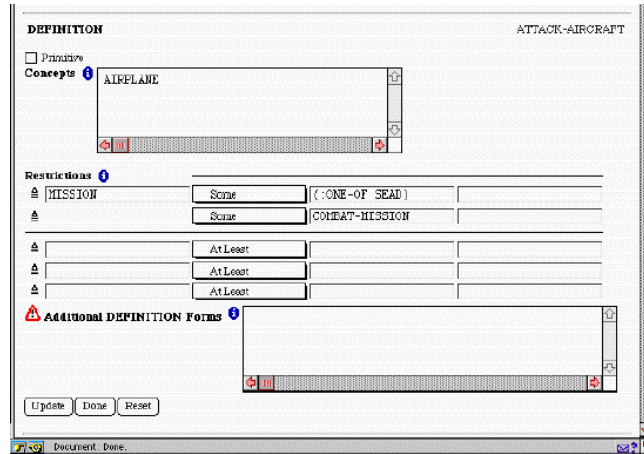 DEFINITION ATTACK-AIRCRAFT
Primitive
Concepts
AIRPLANE
Restrictions
MISSION Some (:ONE-OF SEAD)
Some COMBAT-MISSION
At Least
At Least
At Least
Additional DEFINITION Forms
Update Done Reset
Document: Done.